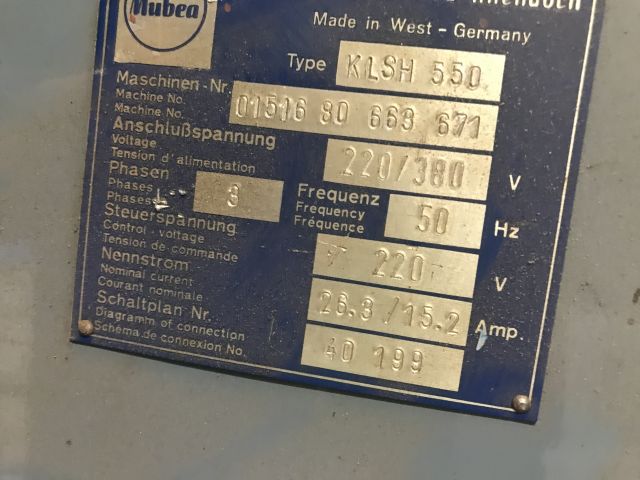 Mubea
Made in West - Germany
Type KLSH 550
Maschinen-Nr.
Machine No.
Machine No.
01516 80 663 671
Anschlußspannung
Voltage
Tension d'alimentation
220/380 V
Phasen
Phases
Phases
3
Frequenz
Frequency
Fréquence
50 Hz
Steuerspannung
Control-voltage
Tension de commande
220 V
Nennstrom
Nominal current
Courant nominale
26.3/15.2 Amp.
Schaltplan Nr.
Diagramm of connection
Schéma de connexion No.
40 199